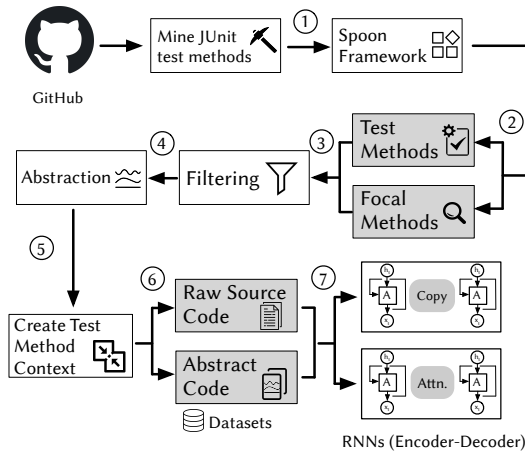 GitHub
Mine JUnit
test methods
1
Spoon
Framework
2
Test
Methods
Focal
Methods
3
Filtering
4
Abstraction
5
Create Test
Method
Context
6
Raw Source
Code
Abstract
Code
Datasets
7
A
Copy
A
A
Attn.
A
RNNs (Encoder-Decoder)